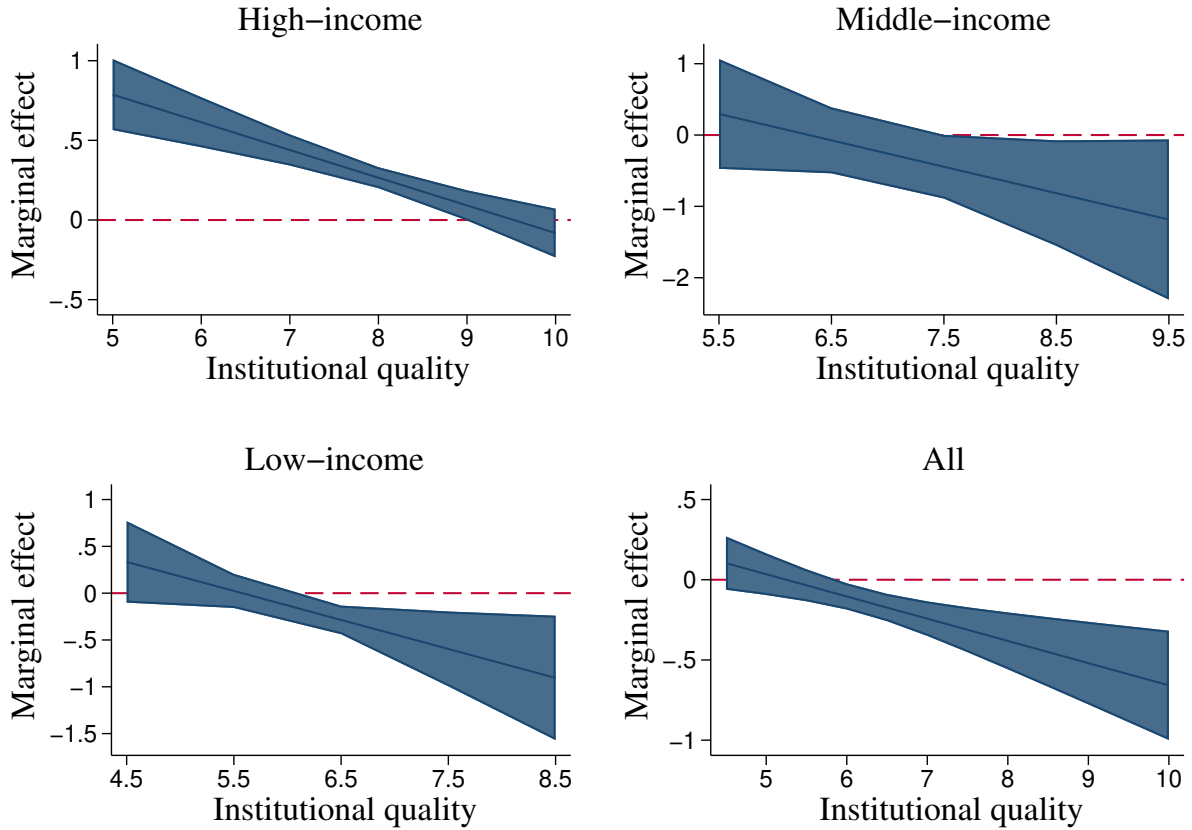 High−income
Marginal effect
1
.5
0
−.5
5 6 7 8 9 10
Institutional quality
Middle−income
Marginal effect
1
0
−1
−2
5.5 6.5 7.5 8.5 9.5
Institutional quality
Low−income
Marginal effect
1
.5
0
−.5
−1
−1.5
4.5 5.5 6.5 7.5 8.5
Institutional quality
All
Marginal effect
.5
0
−.5
−1
5 6 7 8 9 10
Institutional quality